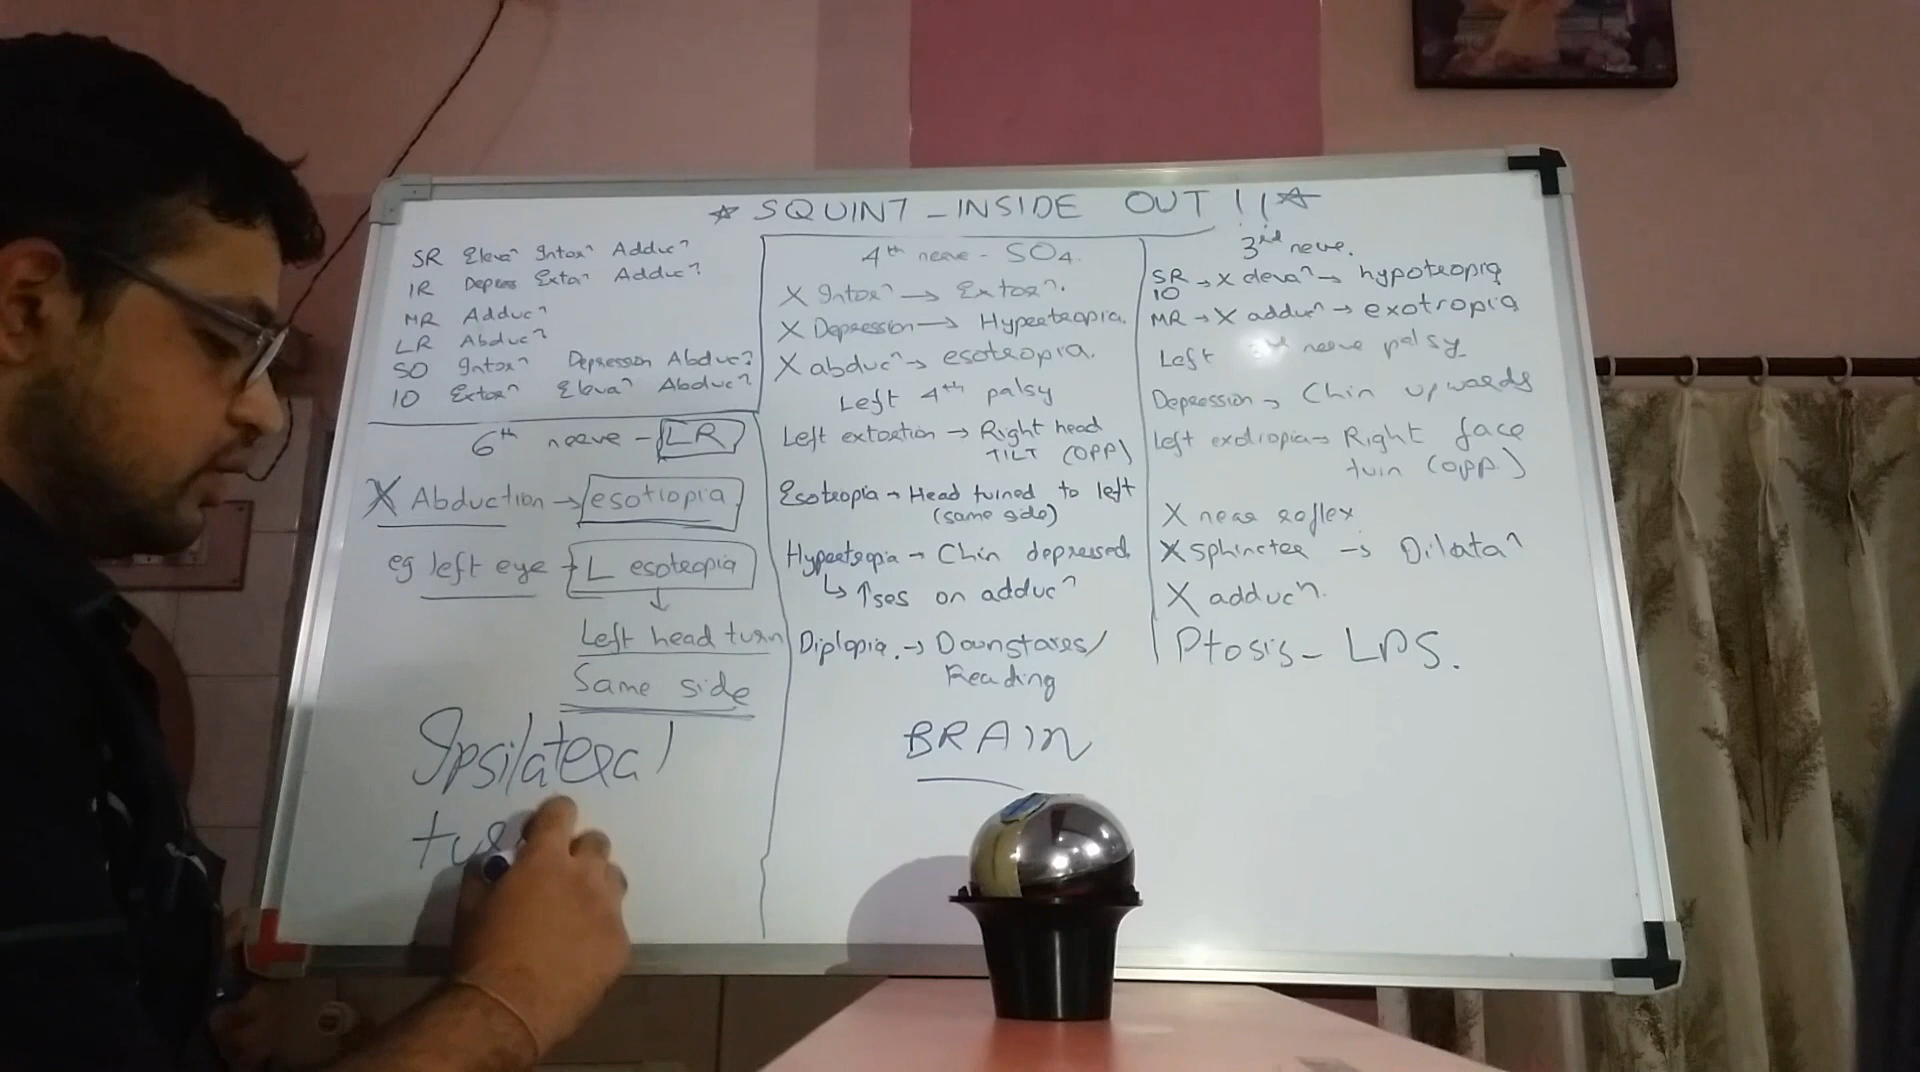 ☆ SQUINT - INSIDE OUT !! ☆
SR Eleva^n Intor^n Adduc^n
IR Depress Exto^n Adduc^n
MR Adduc^n
LR Abduc^n
SO Intor^n Depression Abduc^n
IO Extor^n Eleva^n Abduc^n
6th nerve - LR
X Abduction → esotropia
eg left eye L esotropia
↓
Left head turn
Same side
Ipsilateral
tur
4th nerve - SO4.
X Intor^n → Extor^n.
X Depression → Hypertropia.
X abduc^n → esotropia.
Left 4th palsy
Left extortion → Right head
TILT (OPP)
Esotropia → Head turned to left
(same side)
Hypertropia → Chin depressed
↳ ↑ses on adduc^n
Diplopia. → Downstares/
Reading
BRAIN
3rd nerve.
SR
IO → X eleva^n → hypotropia
MR → X adduc^n → exotropia
Left nerve palsy
Depression → Chin upwards
Left exotropia → Right face
turn (opp.)
X near reflex
X sphincter → Dilata^n
X adduc^n.
Ptosis - LPS.